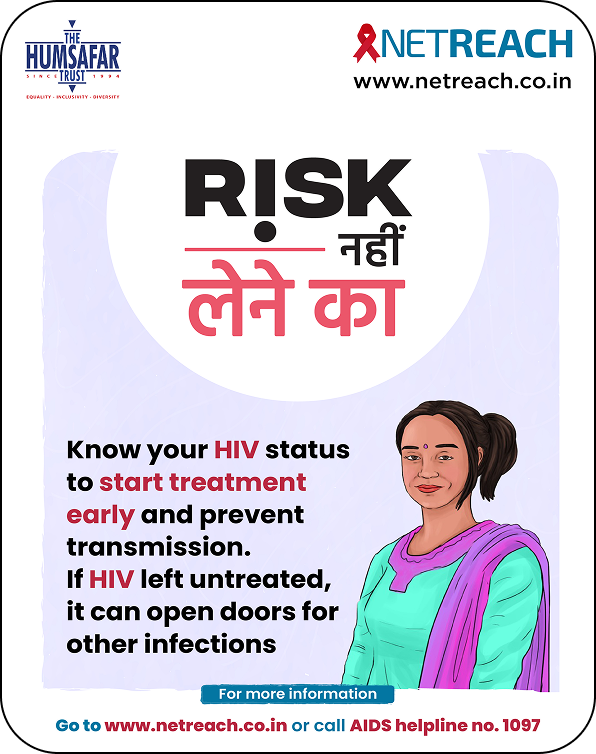 THE
HUMSAFAR
TRUST
SINCE 1994
EQUALITY - INCLUSIVITY - DIVERSITY
NETREACH
www.netreach.co.in
RISK
नहीं
लेने का
Know your HIV status
to start treatment
early and prevent
transmission.
If HIV left untreated,
it can open doors for
other infections
For more information
Go to www.netreach.co.in or call AIDS helpline no. 1097